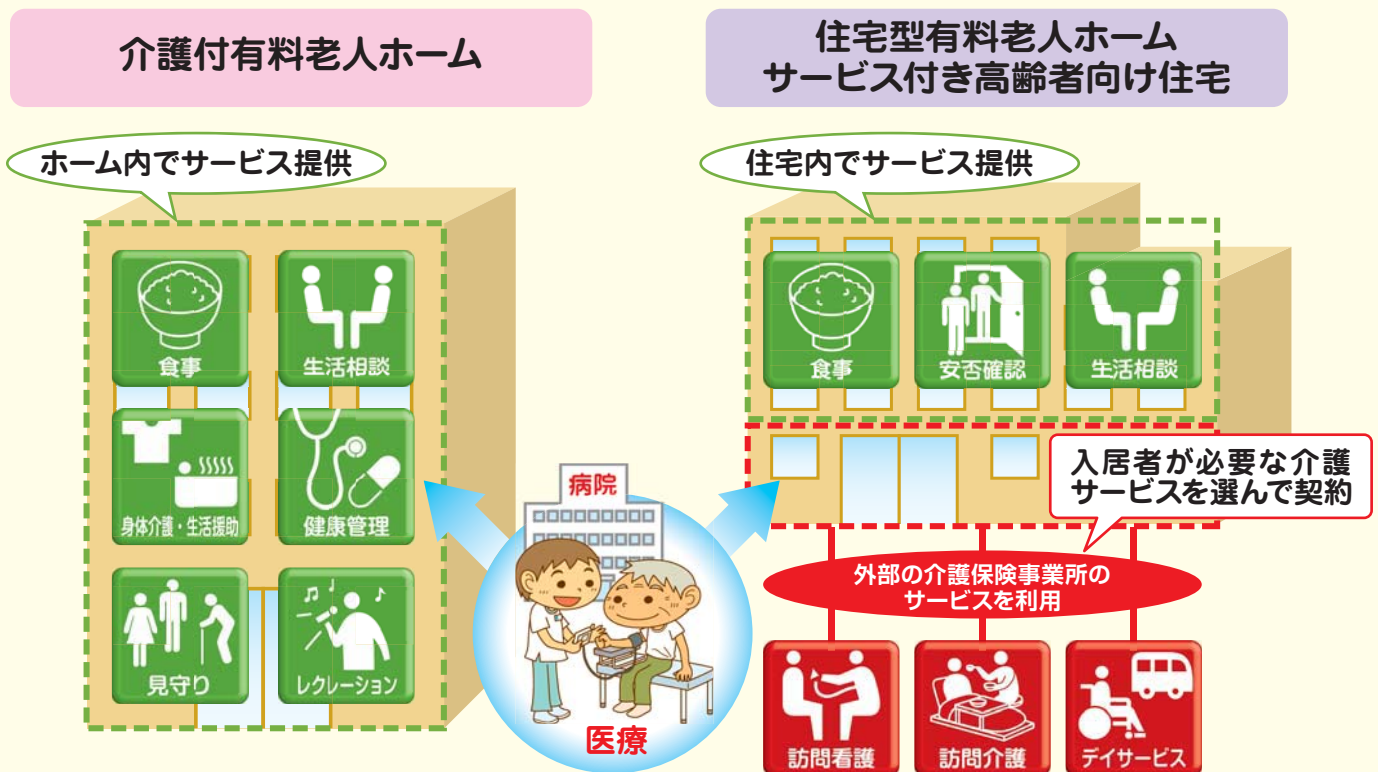 介護付有料老人ホーム
ホーム内でサービス提供
食事
生活相談
身体介護・生活援助
健康管理
見守り
レクレーション
病院
医療
住宅型有料老人ホーム
サービス付き高齢者向け住宅
住宅内でサービス提供
食事
安否確認
生活相談
入居者が必要な介護
サービスを選んで契約
外部の介護保険事業所の
サービスを利用
訪問看護
訪問介護
デイサービス